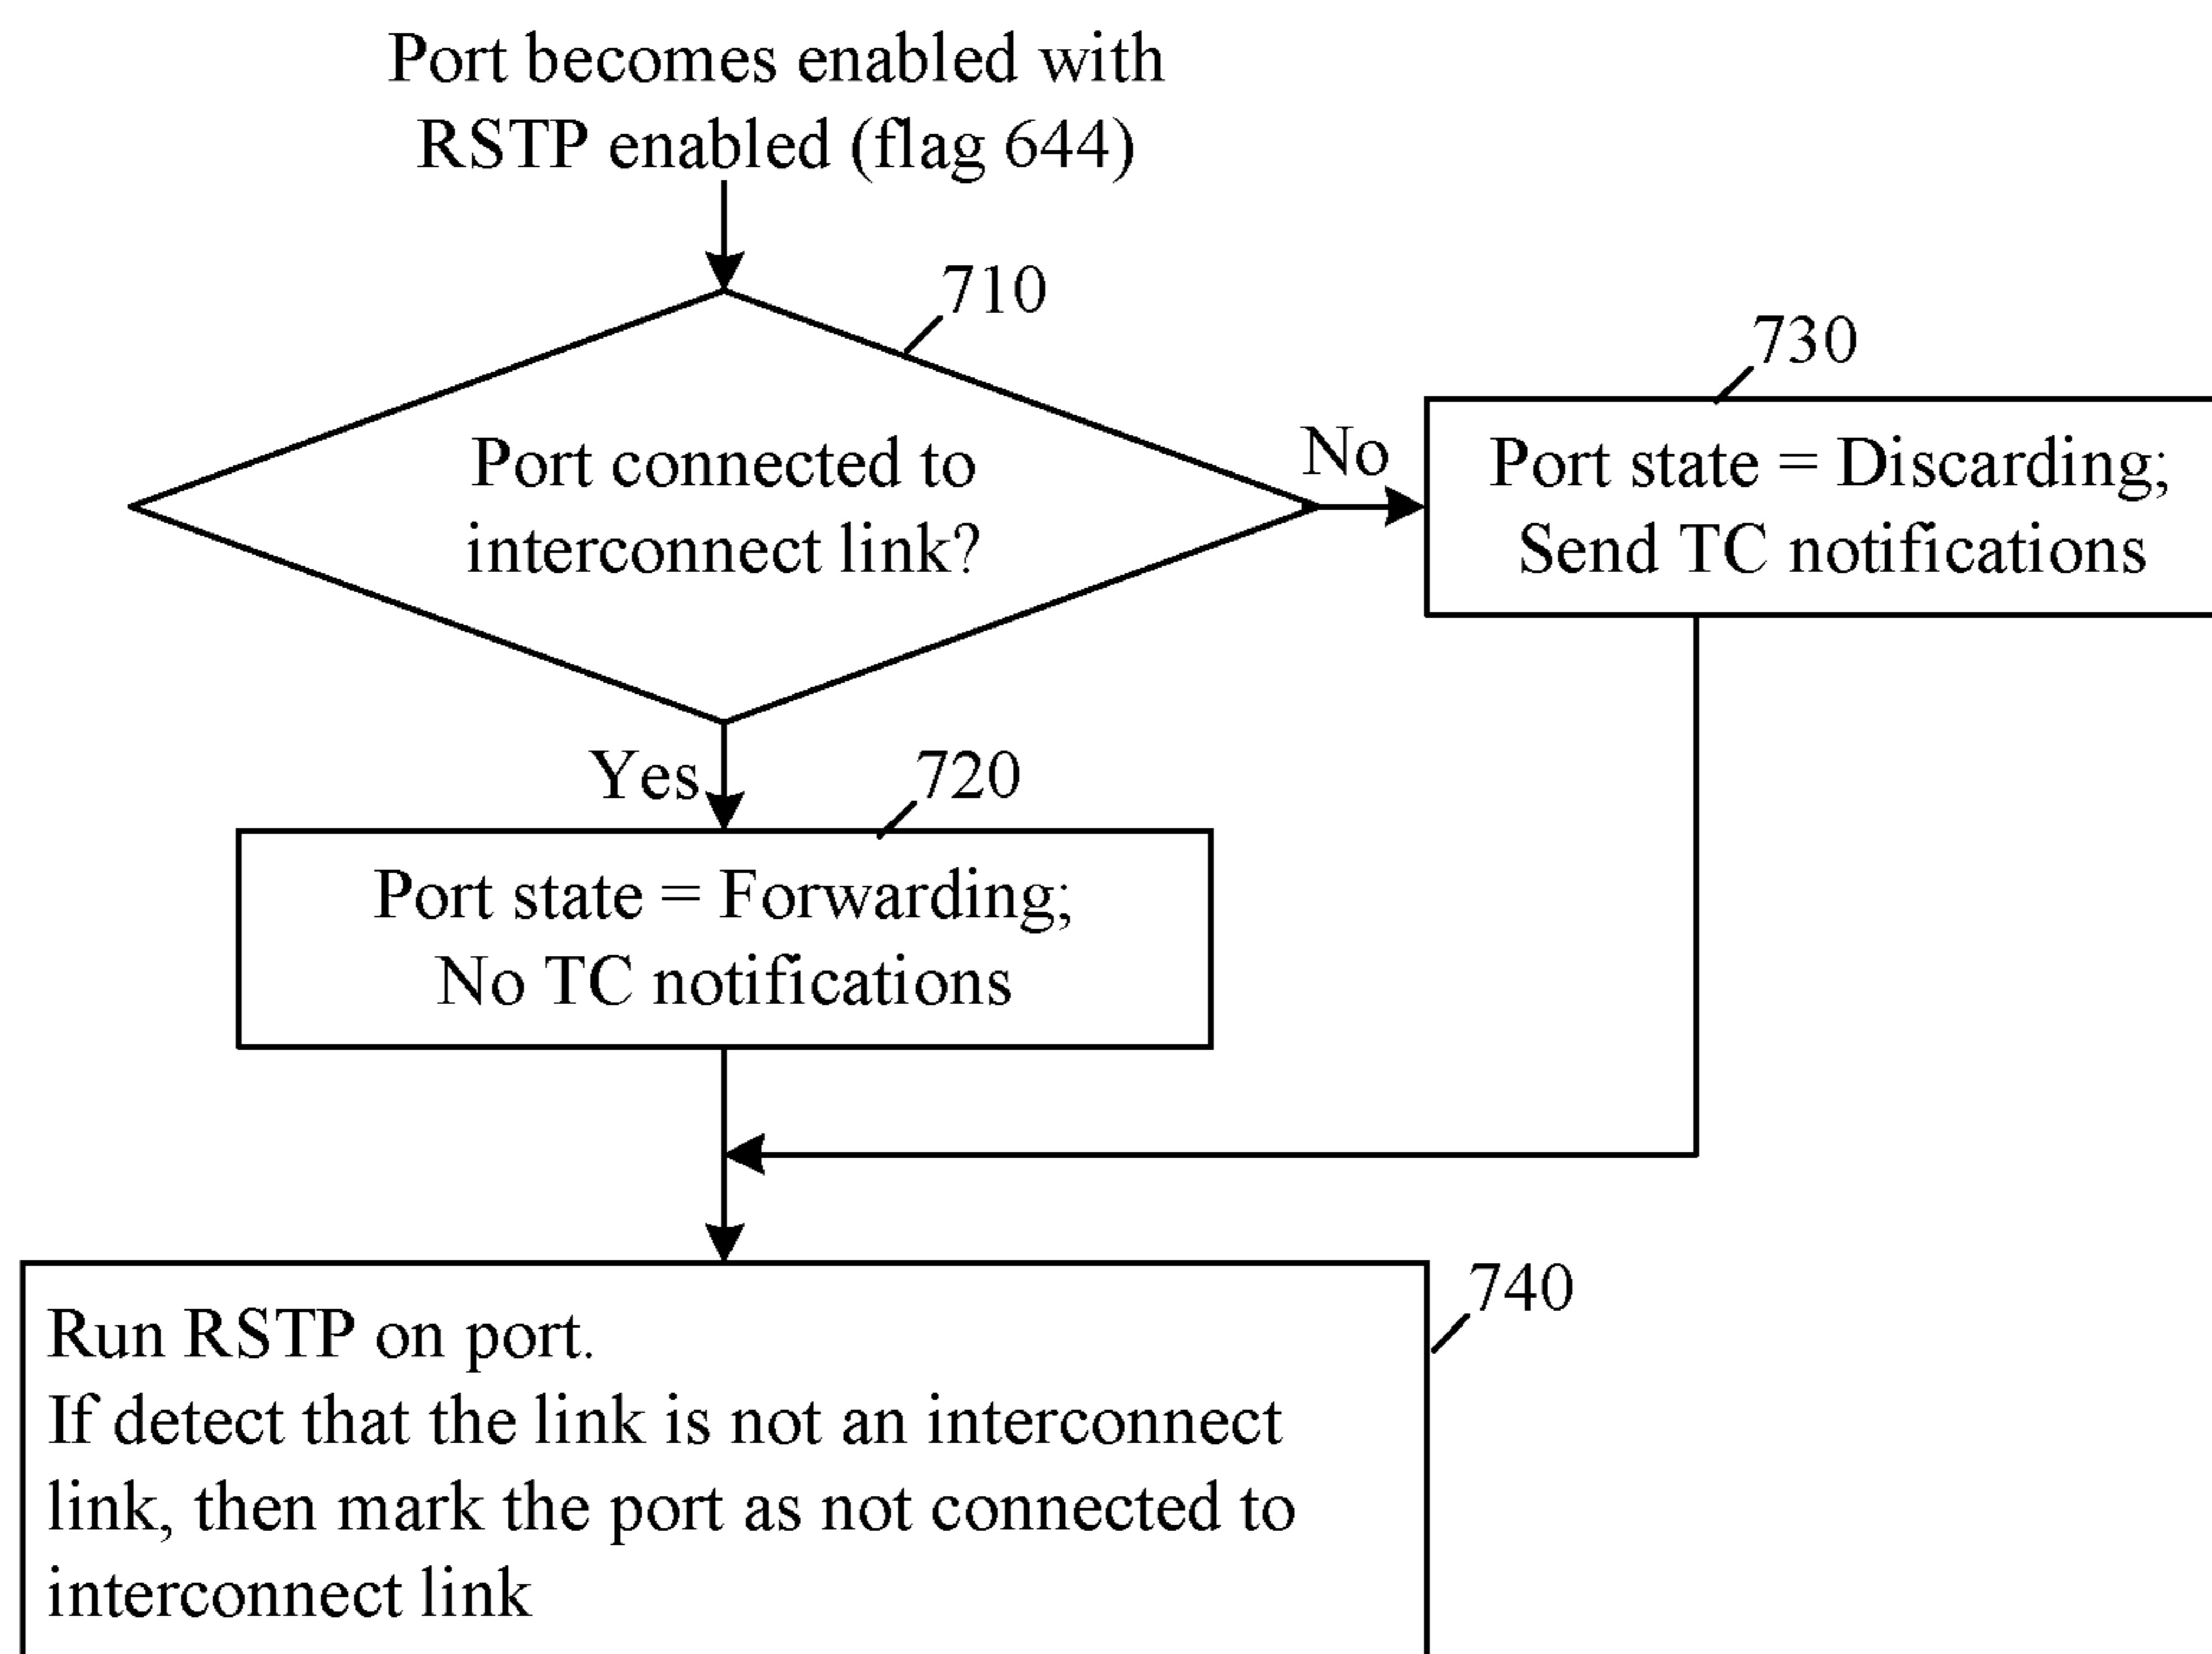 Port becomes enabled with
RSTP enabled (flag 644)
710
Port connected to
interconnect link?
No
730
Port state = Discarding;
Send TC notifications
Yes
720
Port state = Forwarding;
No TC notifications
740
Run RSTP on port.
If detect that the link is not an interconnect
link, then mark the port as not connected to
interconnect link